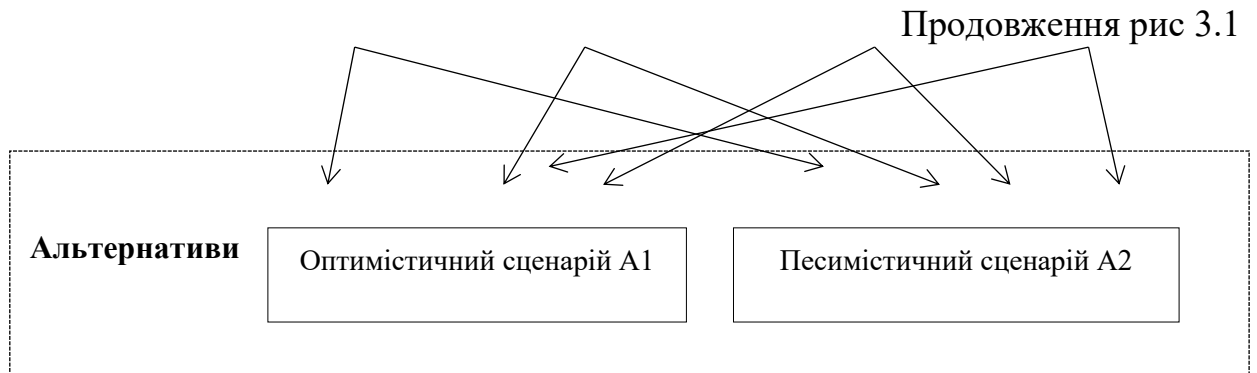 Продовження рис 3.1
Альтернативи
Оптимістичний сценарій А1
Песимістичний сценарій А2